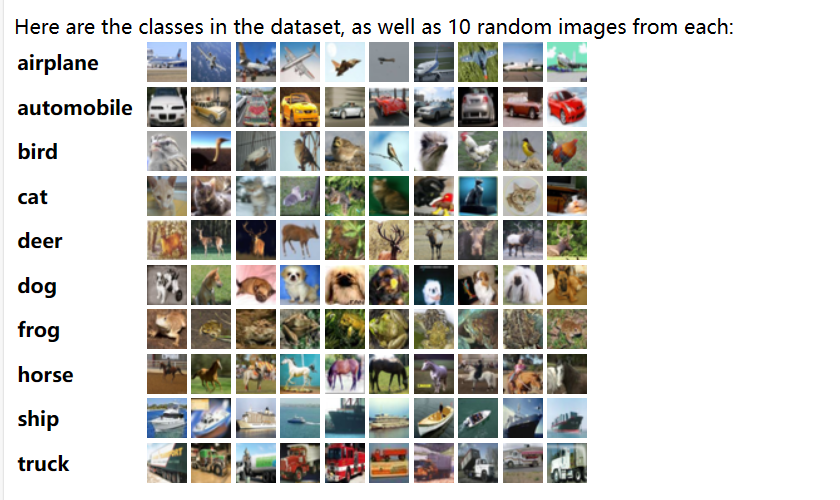 Here are the classes in the dataset, as well as 10 random images from each:
airplane
automobile
bird
cat
deer
dog
frog
horse
ship
truck